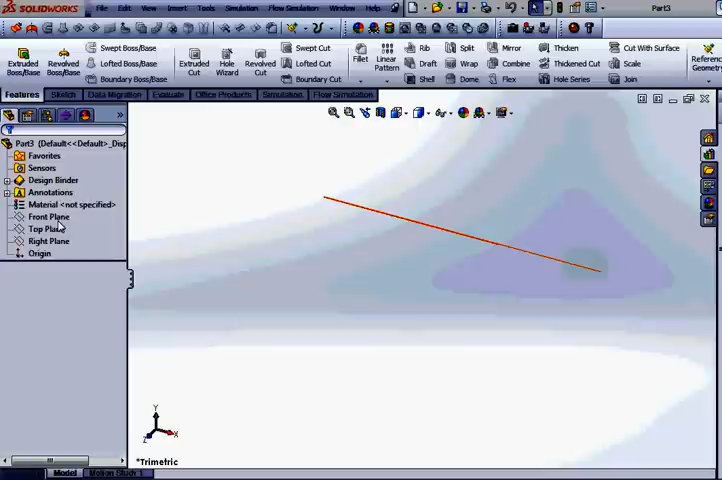 SOLIDWORKS File Edit View Insert Tools Simulation Flow Simulation Window Help Part3
Extruded Boss/Base
Revolved Boss/Base
Swept Boss/Base
Lofted Boss/Base
Boundary Boss/Base
Extruded Cut
Hole Wizard
Revolved Cut
Swept Cut
Lofted Cut
Boundary Cut
Fillet
Linear Pattern
Rib
Draft
Shell
Split
Wrap
Dome
Mirror
Combine
Flex
Thicken
Move Face
Hole Series
Cut With Surface
Scale
Join
Features Sketch Data Migration Evaluate Office Products Simulation Flow Simulation
Part3 (Default<<Default>_Disp
Favorites
Sensors
Design Binder
Annotations
Material <not specified>
Front Plane
Top Plane
Right Plane
Origin
Y
X
Z
*Trimetric
Model Motion Study 1